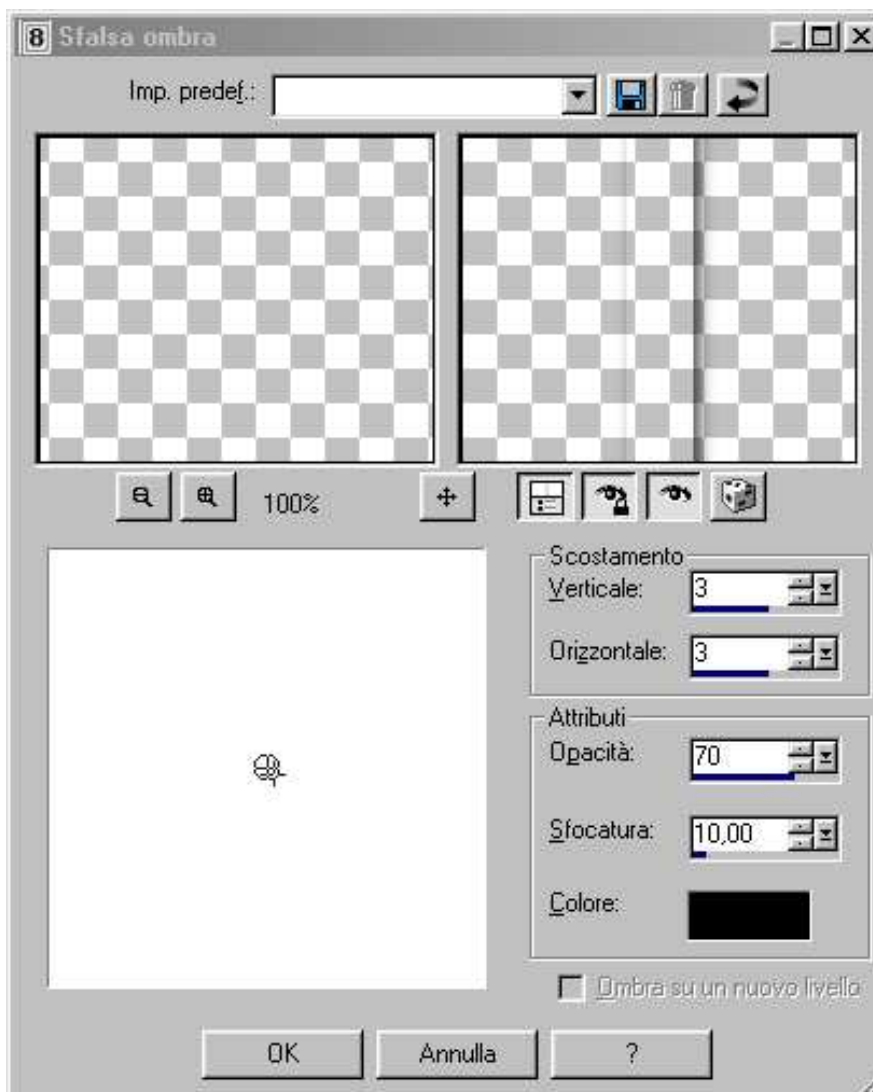 8 Sfalsa ombra
Imp. predef.:
100%
Scostamento
Verticale: 3
Orizzontale: 3
Attributi
Opacità: 70
Sfocatura: 10,00
Colore:
Ombra su un nuovo livello
OK Annulla ?